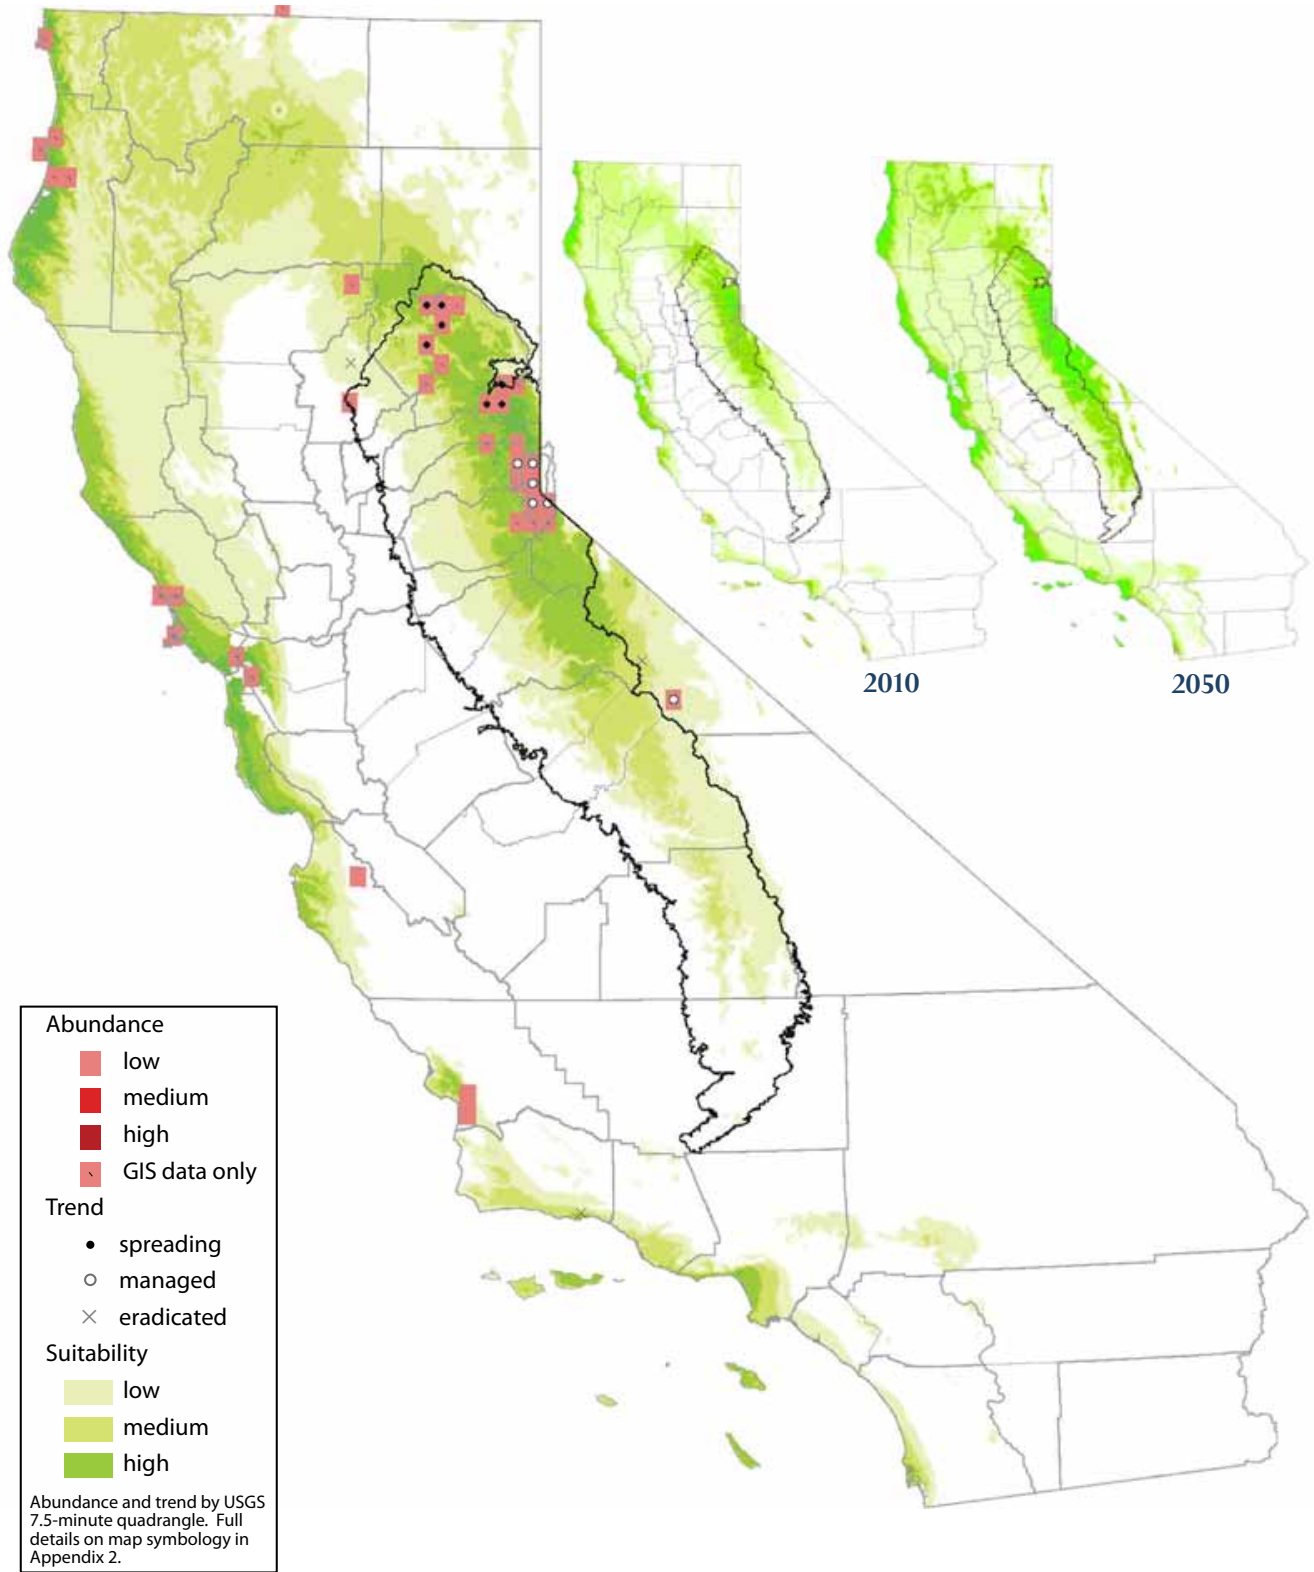 2010
2050
Abundance
low
medium
high
GIS data only
Trend
spreading
managed
eradicated
Suitability
low
medium
high
Abundance and trend by USGS
7.5-minute quadrangle. Full
details on map symbology in
Appendix 2.